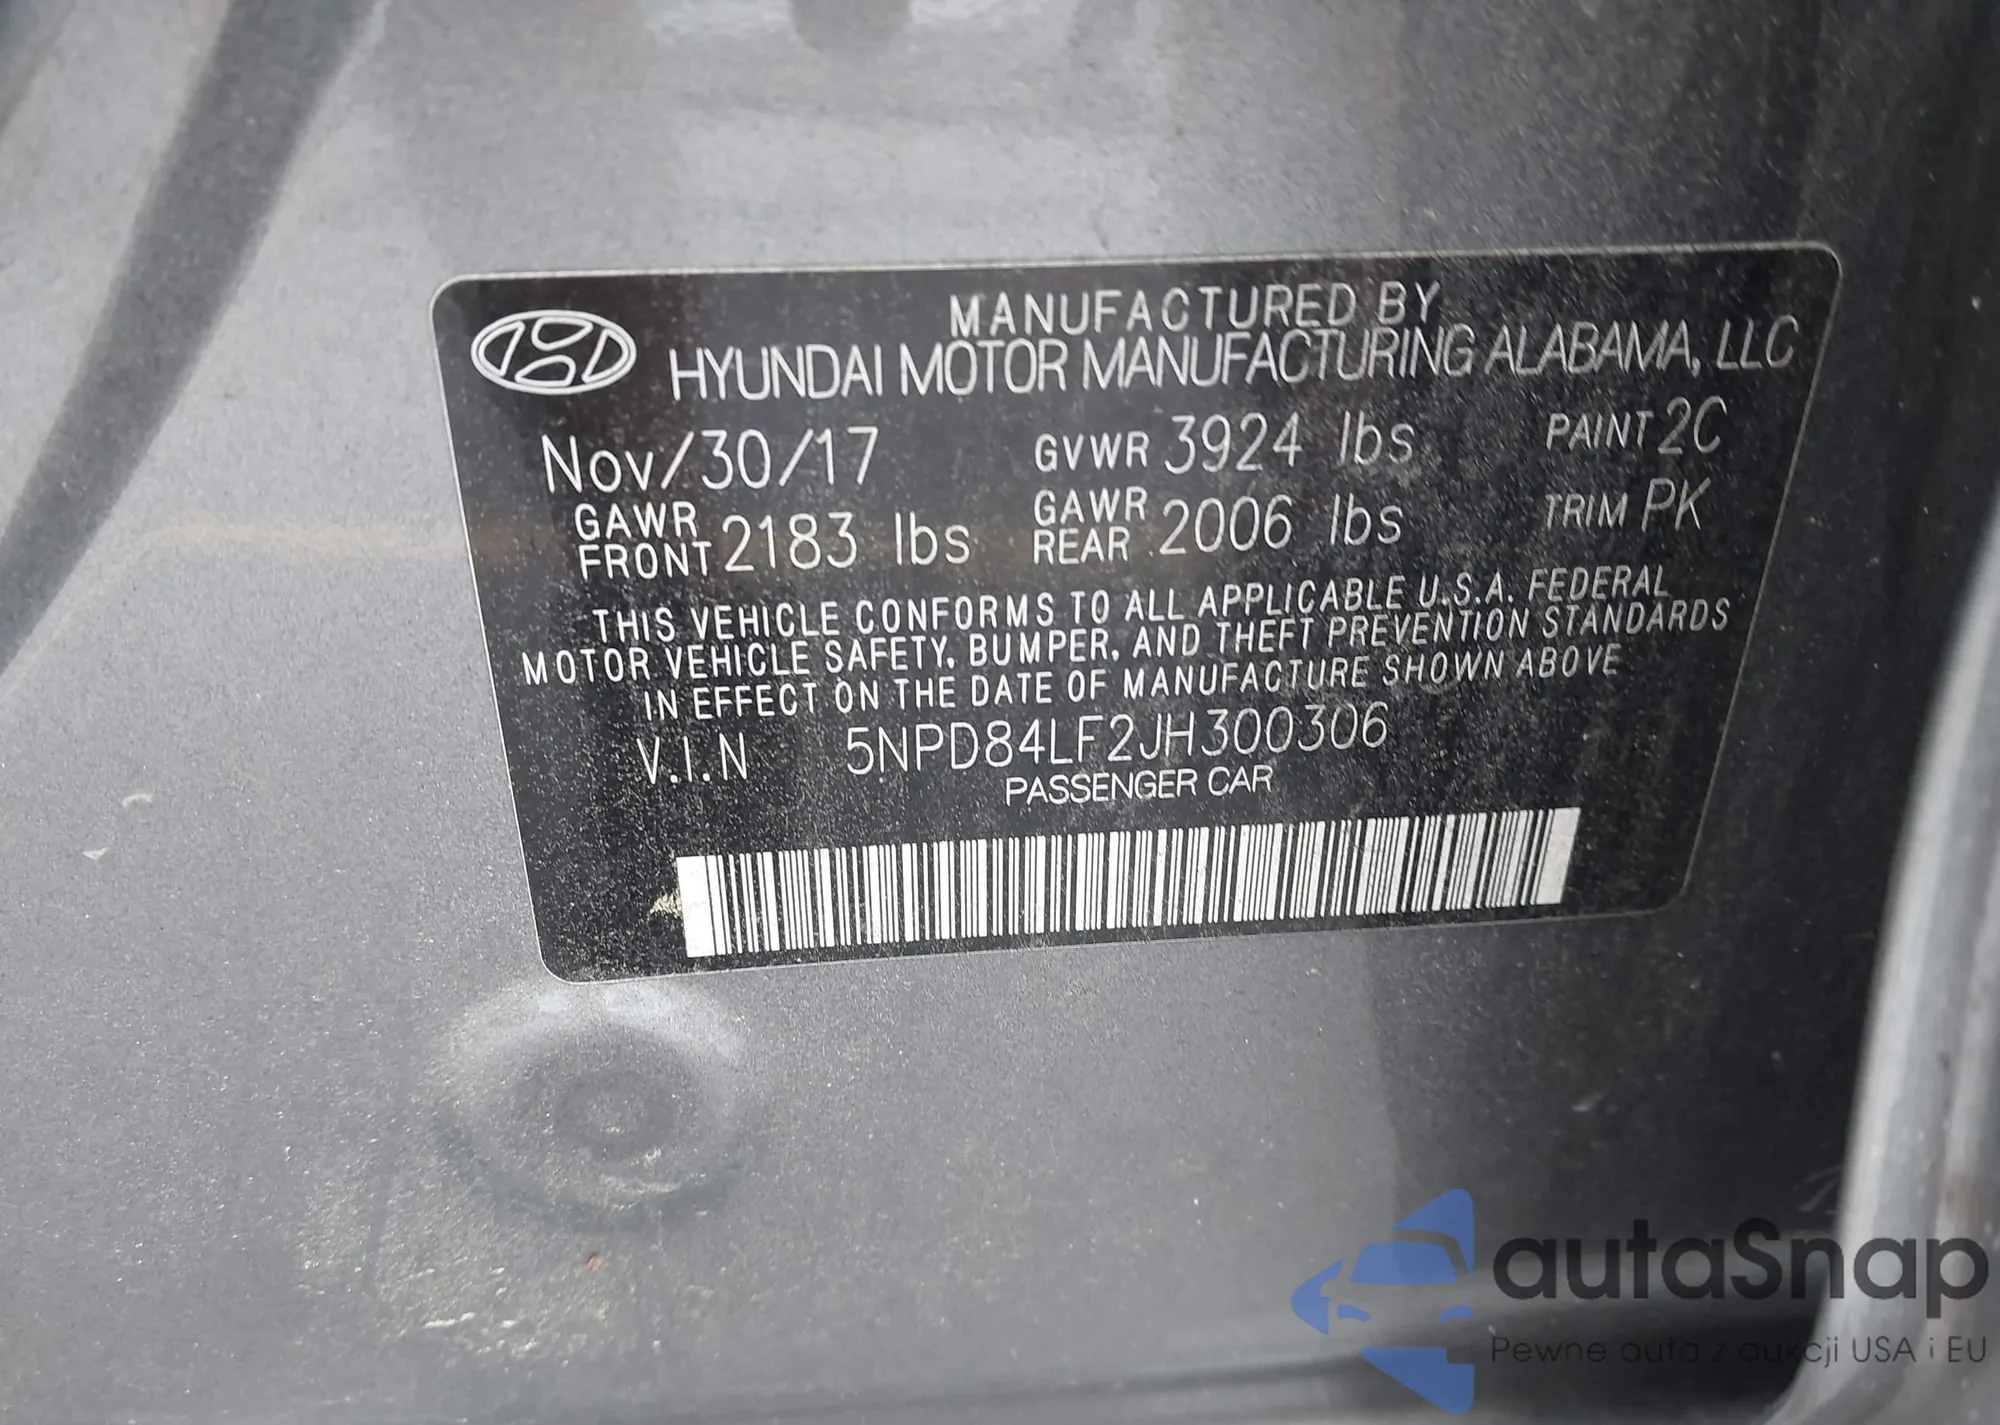 MANUFACTURED BY
HYUNDAI MOTOR MANUFACTURING ALABAMA, LLC
Nov/30/17 GVWR 3924 lbs PAINT 2C
GAWR FRONT 2183 lbs GAWR REAR 2006 lbs TRIM PK
THIS VEHICLE CONFORMS TO ALL APPLICABLE U.S.A. FEDERAL
MOTOR VEHICLE SAFETY, BUMPER, AND THEFT PREVENTION STANDARDS
IN EFFECT ON THE DATE OF MANUFACTURE SHOWN ABOVE
V.I.N 5NPD84LF2JH300306
PASSENGER CAR
autoSnap
Pewne auta z aukcji USA i EU